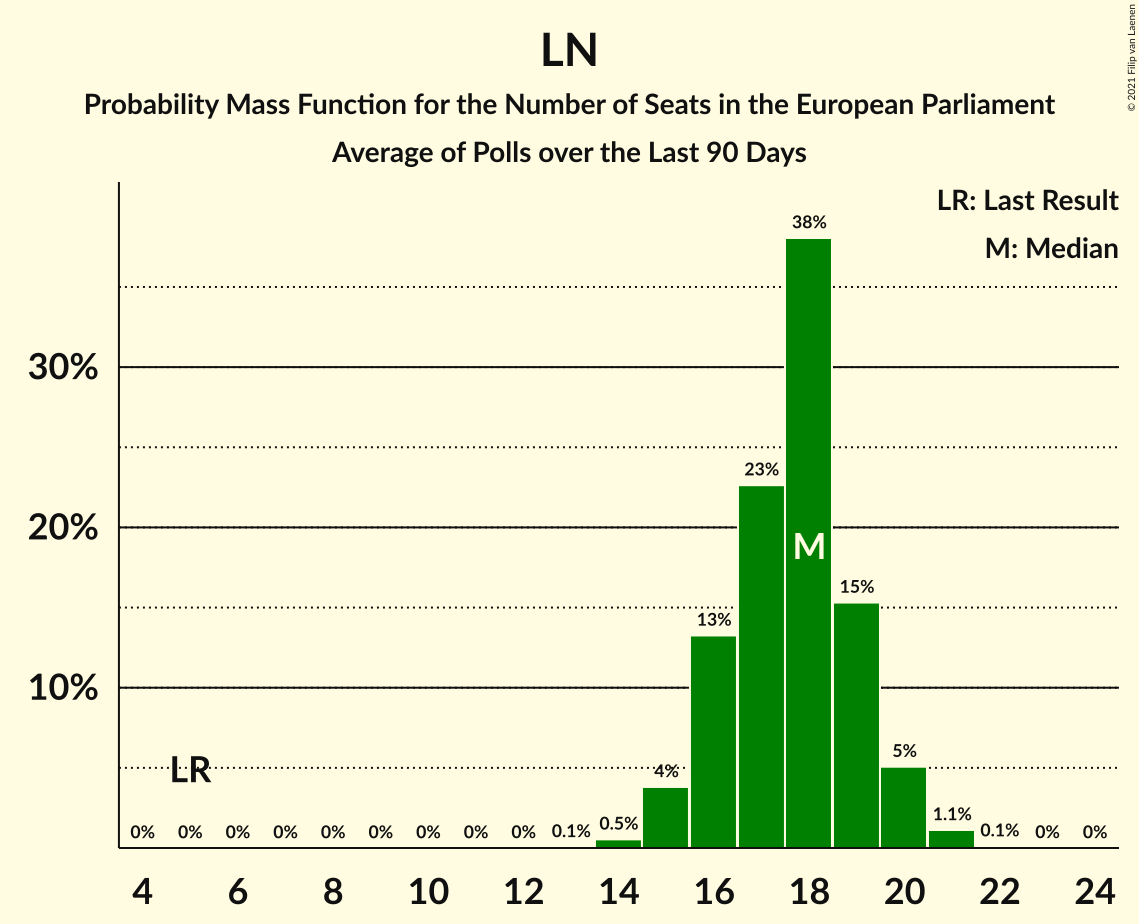 LN
Probability Mass Function for the Number of Seats in the European Parliament
Average of Polls over the Last 90 Days
© 2021 Filip van Laenen
LR: Last Result
M: Median
38%
30%
23%
20%
M
15%
13%
10%
LR
4%
5%
0% 0% 0% 0% 0% 0% 0% 0% 0% 0.1% 0.5% 1.1% 0.1% 0% 0%
4 6 8 10 12 14 16 18 20 22 24